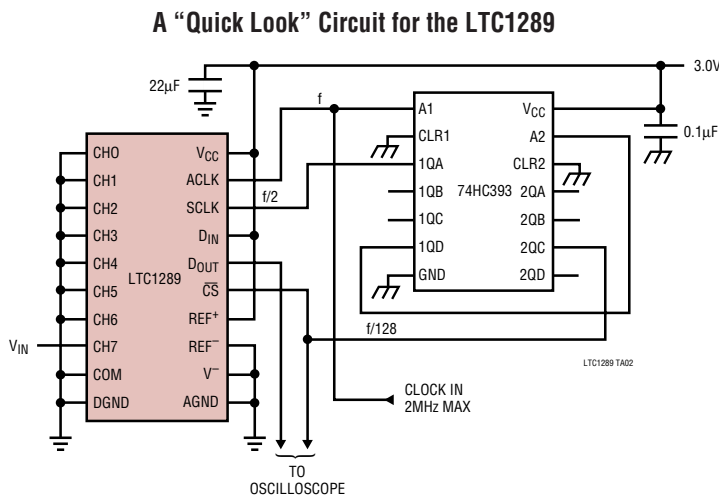 A “Quick Look” Circuit for the LTC1289
3.0V
22µF
f
A1
VCC
0.1µF
CLR1
A2
CHO
VCC
1QA
CLR2
CH1
ACLK
f/2
1QB
74HC393
2QA
CH2
SCLK
1QC
2QB
CH3
DIN
1QD
2QC
CH4
DOUT
GND
2QD
LTC1289
CH5
CS
CH6
REF+
f/128
VIN
CH7
REF–
LTC1289 TA02
COM
V–
CLOCK IN
2MHz MAX
DGND
AGND
TO
OSCILLOSCOPE